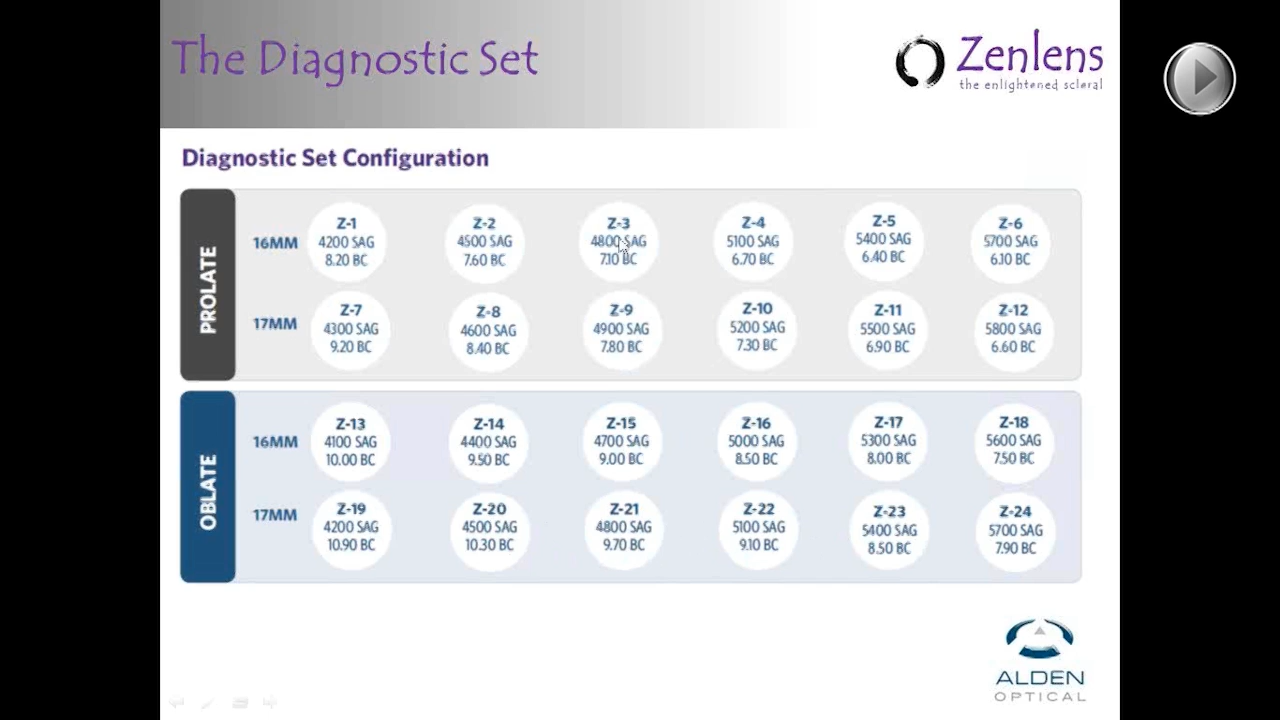 The Diagnostic Set
Zenlens
the enlightened scleral
Diagnostic Set Configuration
PROLATE
16MM
Z-1
4200 SAG
8.20 BC
Z-2
4500 SAG
7.60 BC
Z-3
4800 SAG
7.10 BC
Z-4
5100 SAG
6.70 BC
Z-5
5400 SAG
6.40 BC
Z-6
5700 SAG
6.10 BC
17MM
Z-7
4300 SAG
9.20 BC
Z-8
4600 SAG
8.40 BC
Z-9
4900 SAG
7.80 BC
Z-10
5200 SAG
7.30 BC
Z-11
5500 SAG
6.90 BC
Z-12
5800 SAG
6.60 BC
OBLATE
16MM
Z-13
4100 SAG
10.00 BC
Z-14
4400 SAG
9.50 BC
Z-15
4700 SAG
9.00 BC
Z-16
5000 SAG
8.50 BC
Z-17
5300 SAG
8.00 BC
Z-18
5600 SAG
7.50 BC
17MM
Z-19
4200 SAG
10.90 BC
Z-20
4500 SAG
10.30 BC
Z-21
4800 SAG
9.70 BC
Z-22
5100 SAG
9.10 BC
Z-23
5400 SAG
8.50 BC
Z-24
5700 SAG
7.90 BC
ALDEN
OPTICAL